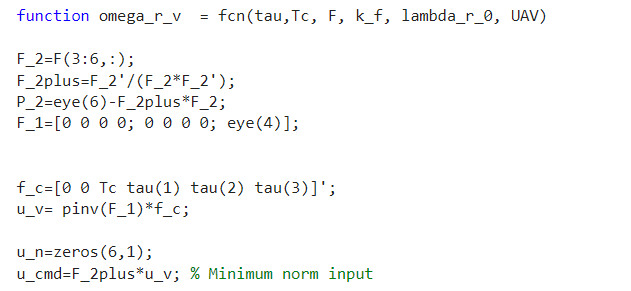 function omega_r_v  = fcn(tau,Tc, F, k_f, lambda_r_0, UAV)
F_2=F(3:6,:);
F_2plus=F_2'/(F_2*F_2');
P_2=eye(6)-F_2plus*F_2;
F_1=[0 0 0 0; 0 0 0 0; eye(4)];
f_c=[0 0 Tc tau(1) tau(2) tau(3)]';
u_v= pinv(F_1)*f_c;
u_n=zeros(6,1);
u_cmd=F_2plus*u_v; % Minimum norm input